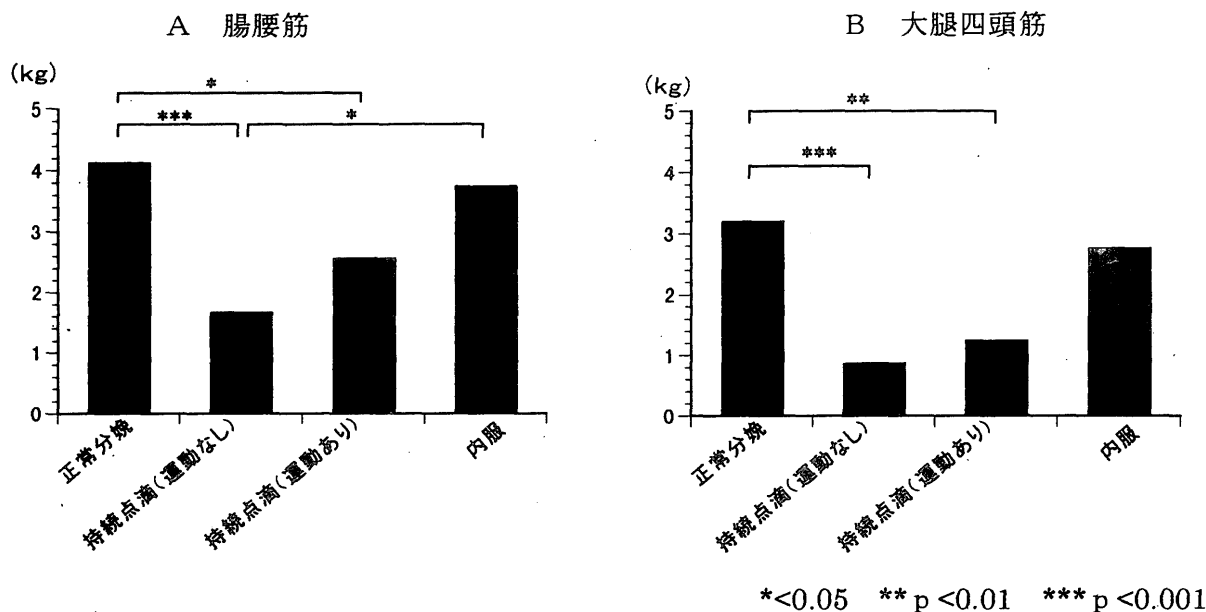 A 腸腰筋
(kg)
*
***
*
5
4
3
2
1
0
正常分娩
持続点滴(運動なし)
持続点滴(運動あり)
内服
B 大腿四頭筋
(kg)
**
***
5
4
3
2
1
0
正常分娩
持続点滴(運動なし)
持続点滴(運動あり)
内服
*<0.05 **p<0.01 ***p<0.001